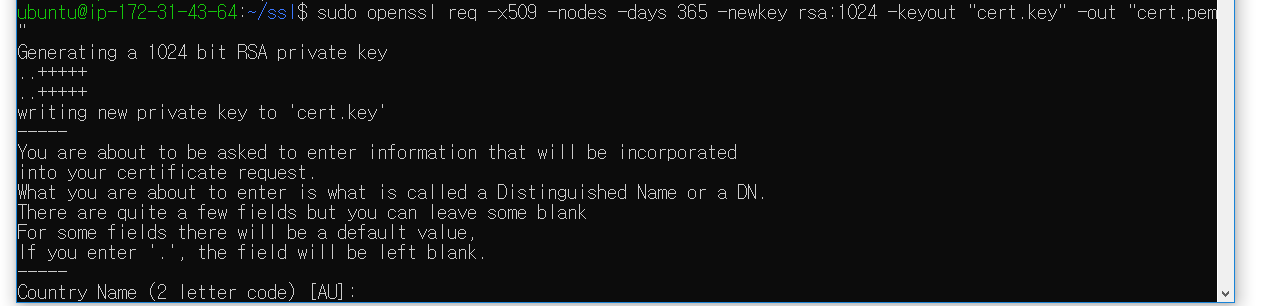 ubuntu@ip-172-31-43-64:~/ssl$ sudo openssl req -x509 -nodes -days 365 -newkey rsa:1024 -keyout "cert.key" -out "cert.pem
"
Generating a 1024 bit RSA private key
..+++++
..+++++
writing new private key to 'cert.key'
-----
You are about to be asked to enter information that will be incorporated
into your certificate request.
What you are about to enter is what is called a Distinguished Name or a DN.
There are quite a few fields but you can leave some blank
For some fields there will be a default value,
If you enter '.', the field will be left blank.
-----
Country Name (2 letter code) [AU]: